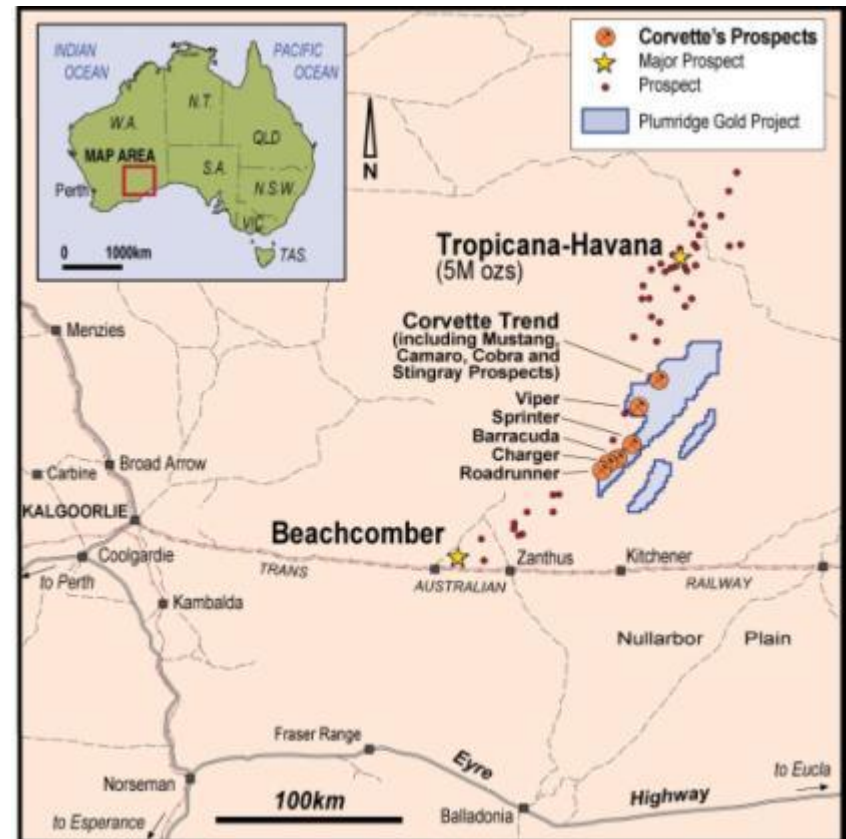 INDIAN
OCEAN
PACIFIC
OCEAN
N.T.
W.A.
QLD
MAP AREA
S.A.
Perth
N.S.W.
VIC
0 1000km
TAS.
N
Corvette's Prospects
Major Prospect
Prospect
Plumridge Gold Project
Tropicana-Havana
(5M ozs)
Corvette Trend
(including Mustang,
Camaro, Cobra and
Stingray Prospects)
Viper
Sprinter
Barracuda
Charger
Roadrunner
Menzies
Broad Arrow
Carbine
KALGOORLIE
Coolgardie
to Perth
Kambalda
Beachcomber
Zanthus
Kitchener
TRANS
AUSTRALIAN
RAILWAY
Nullarbor Plain
Fraser Range
Eyre
Highway
to Eucla
Norseman
100km
Balladonia
to Esperance